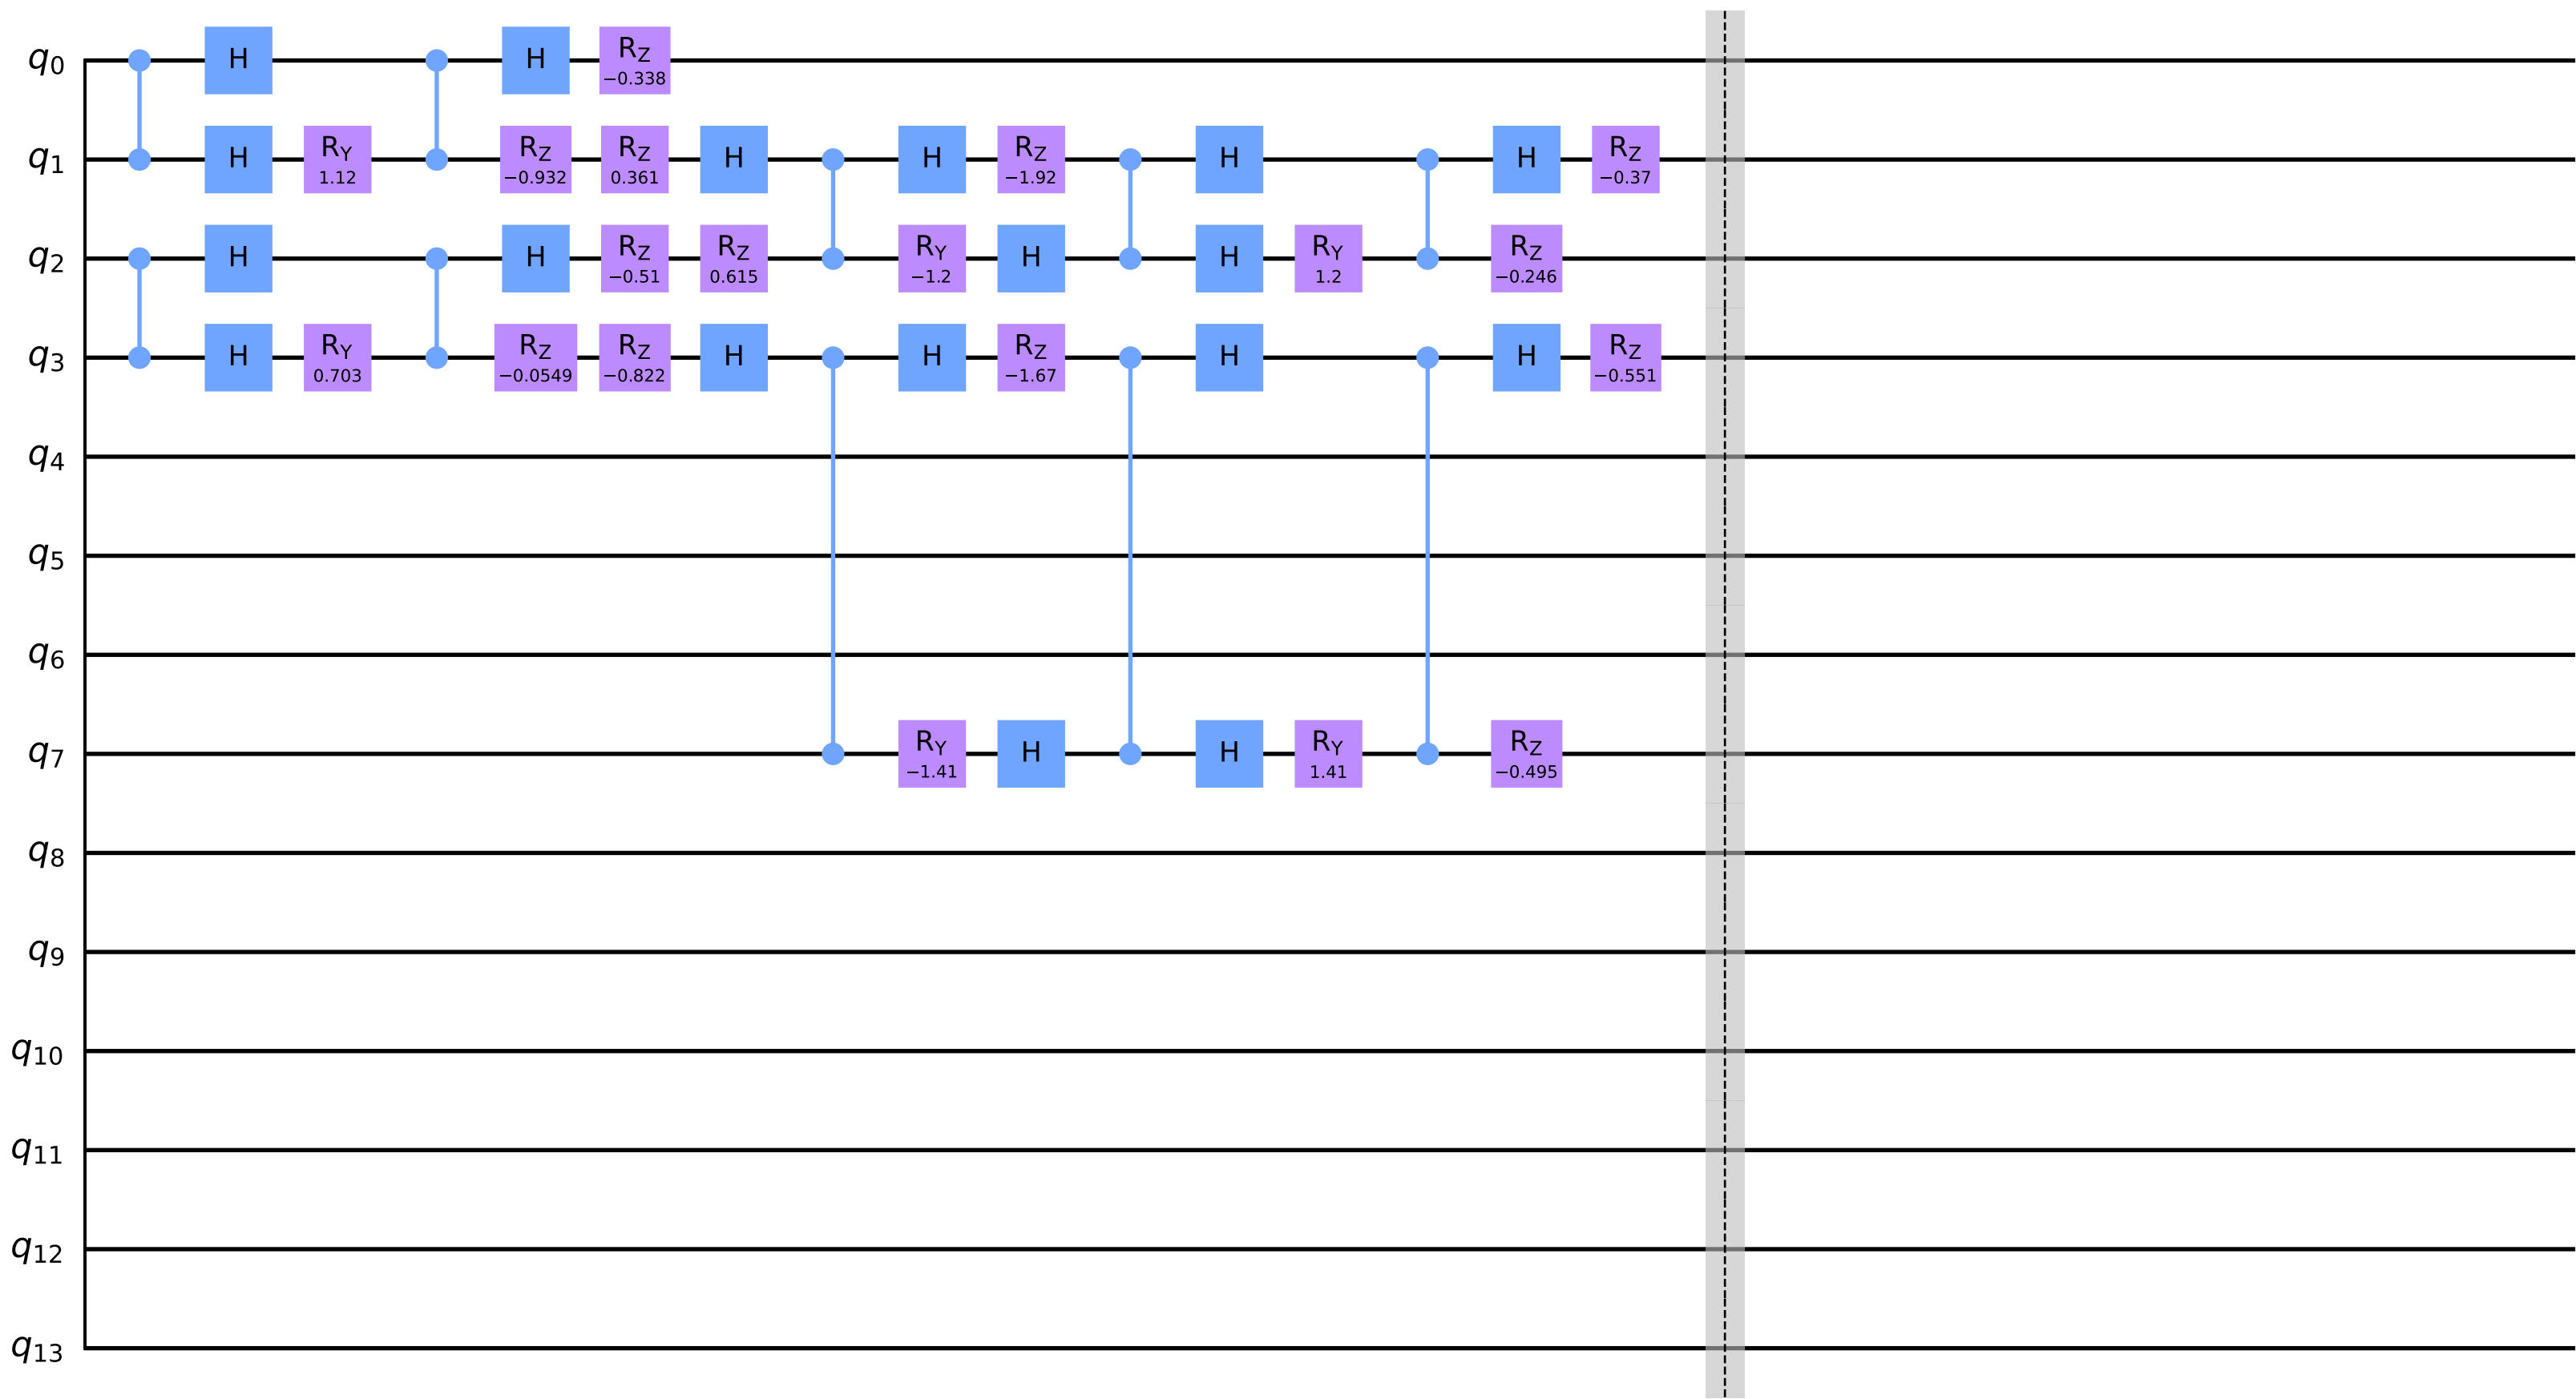 q0 H H RZ −0.338
q1 H RY 1.12 RZ −0.932 RZ 0.361 H H RZ −1.92 H H RZ −0.37
q2 H H RZ −0.51 RZ 0.615 RY −1.2 H H RY 1.2 RZ −0.246
q3 H RY 0.703 RZ −0.0549 RZ −0.822 H H RZ −1.67 H H RZ −0.551
q4
q5
q6
q7 RY −1.41 H H RY 1.41 RZ −0.495
q8
q9
q10
q11
q12
q13